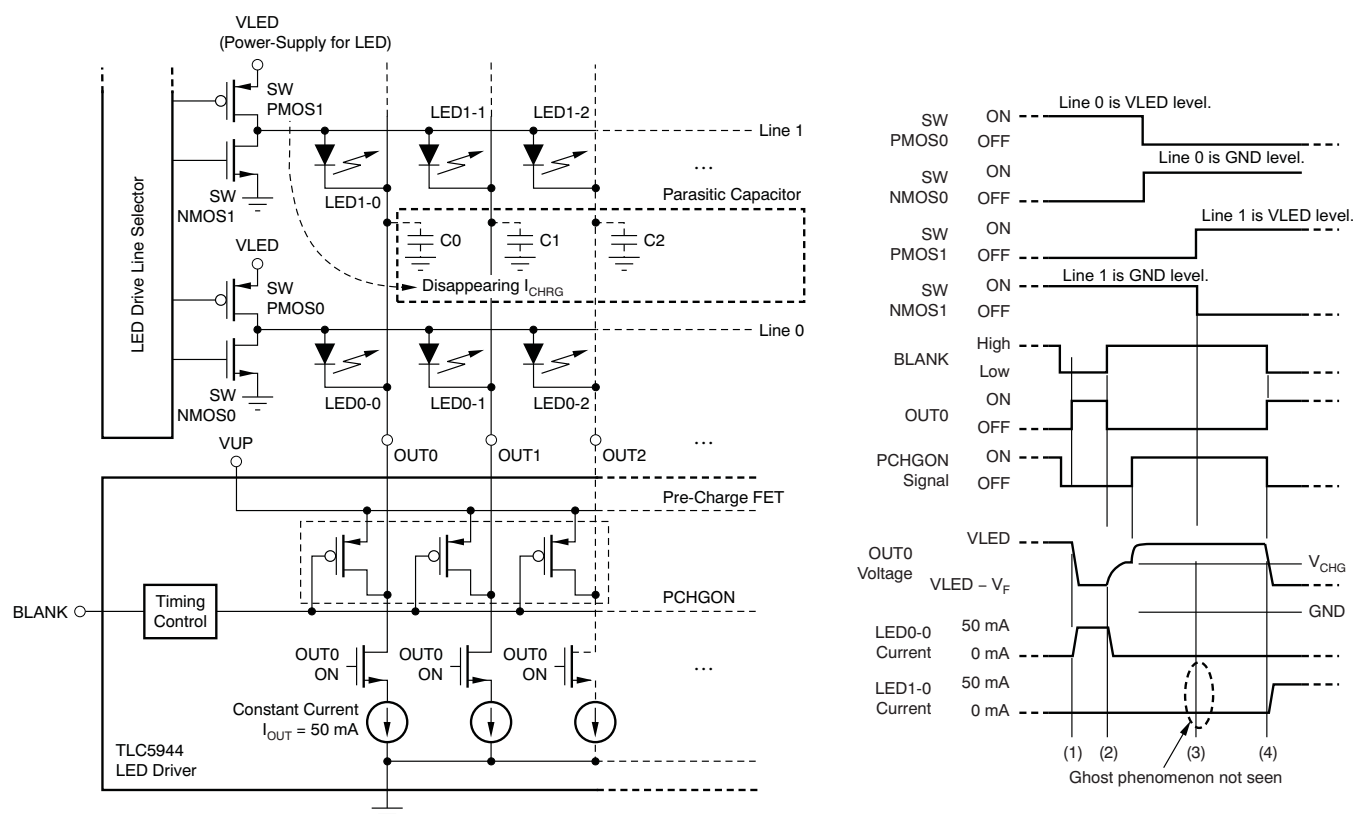 VLED
(Power-Supply for LED)
SW
PMOS1
LED1-1
LED1-2
Line 1
...
SW
NMOS1
LED1-0
Parasitic Capacitor
C0
C1
C2
Disappearing ICHRG
LED Drive Line Selector
VLED
SW
PMOS0
Line 0
SW
NMOS0
LED0-0
LED0-1
LED0-2
VUP
OUT0
OUT1
OUT2
...
Pre-Charge FET
BLANK
Timing
Control
PCHGON
OUT0
ON
OUT0
ON
OUT0
ON
...
Constant Current
IOUT = 50 mA
TLC5944
LED Driver
Line 0 is VLED level.
SW
PMOS0
ON
OFF
Line 0 is GND level.
SW
NMOS0
ON
OFF
Line 1 is VLED level.
SW
PMOS1
ON
OFF
Line 1 is GND level.
SW
NMOS1
ON
OFF
BLANK
High
Low
OUT0
ON
OFF
PCHGON
Signal
ON
OFF
OUT0
Voltage
VLED
VLED – VF
VCHG
GND
LED0-0
Current
50 mA
0 mA
LED1-0
Current
50 mA
0 mA
(1) (2) (3) (4)
Ghost phenomenon not seen